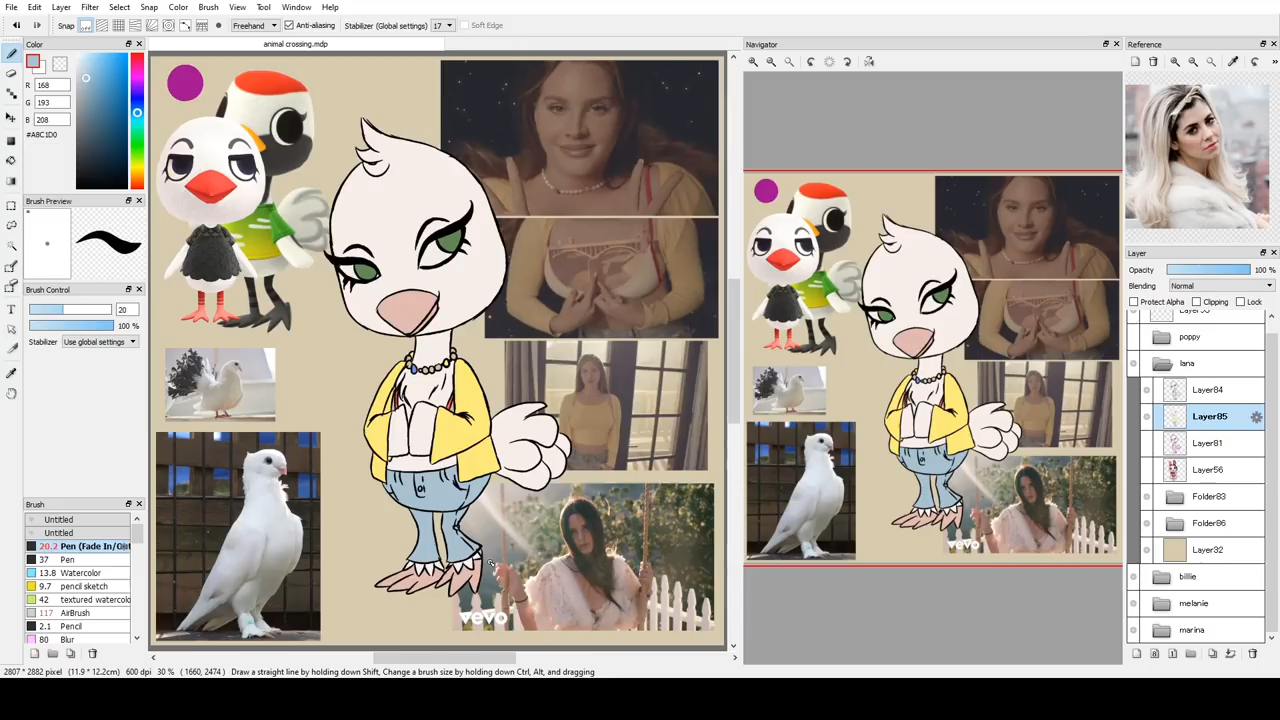 File Edit Layer Filter Snap Select Color Brush View Tool Window Help
Snap off Freehand Anti-aliasing Stabilizer (Global settings) 17 Soft Edge
Color
animal crossing.mdp
Navigator
Reference
R 168
G 193
B 208
#A8C1D0
Brush Preview
Brush Control
20
100 %
Stabilizer Use global settings
Brush
Untitled
Untitled
20.2 Pen (Fade In/Out
37 Pen
13.8 Watercolor
9.7 pencil sketch
42 textured watercolo
117 AirBrush
2.1 Pencil
80 Blur
vevo
vevo
Layer
Opacity 100 %
Blending Normal
Protect Alpha Clipping Lock
poppy
lana
Layer84
Layer85
Layer81
Layer56
Folder83
Folder86
Layer32
billie
melanie
marina
2807 * 2882 pixel (11.9 * 12.2cm) 600 dpi 30 % ( 1660, 2474 ) Draw a straight line by holding down Shift, Change a brush size by holding down Ctrl, Alt, and dragging